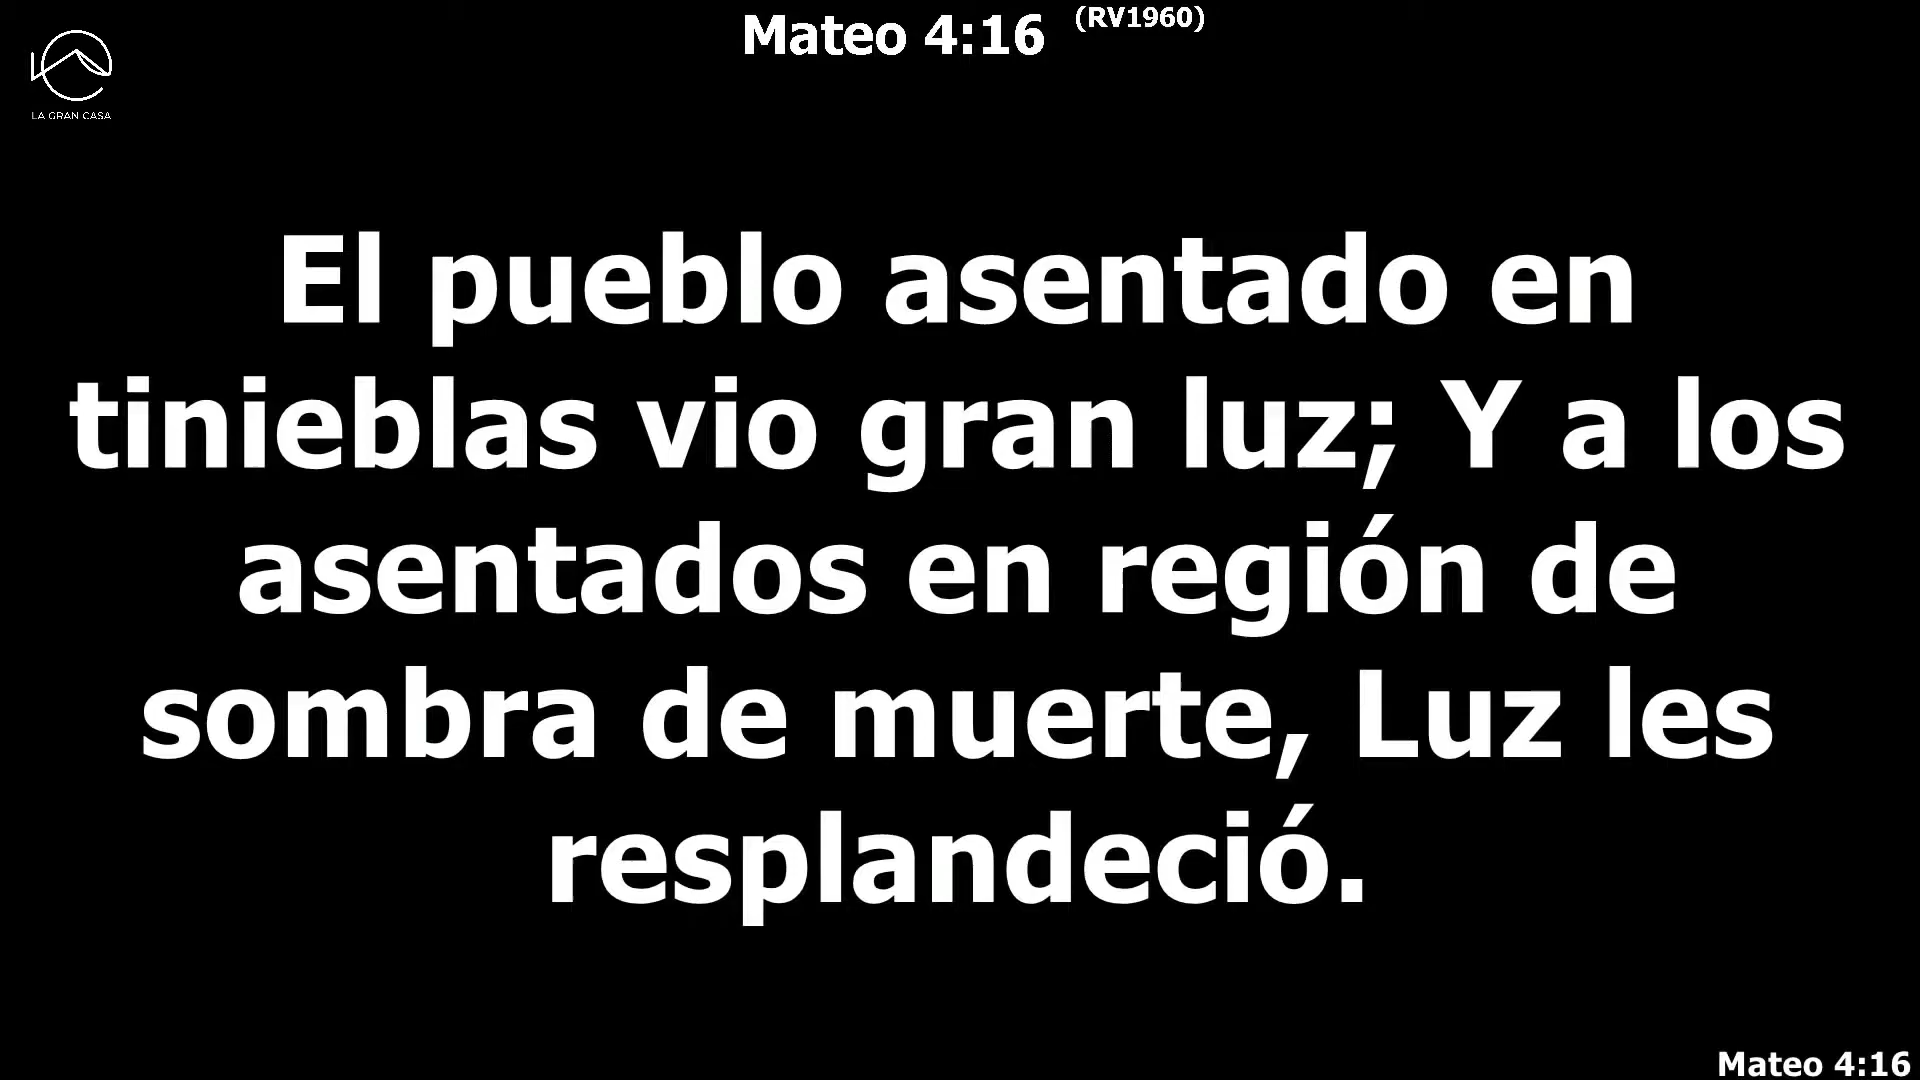 Mateo 4:16 (RV1960)
LA GRAN CASA
El pueblo asentado en
tinieblas vio gran luz; Y a los
asentados en región de
sombra de muerte, Luz les
resplandeció.
Mateo 4:16